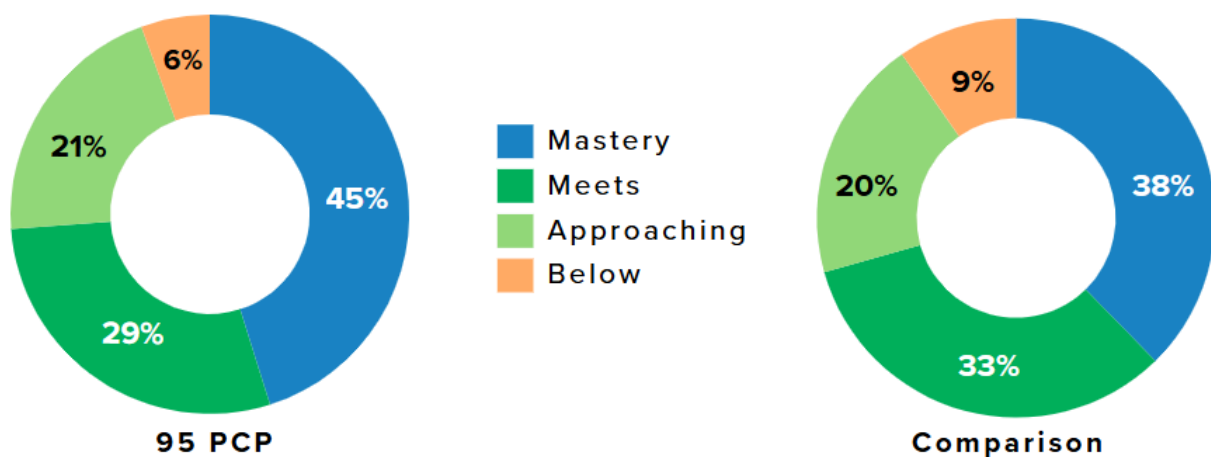 6%
21%
45%
29%
95 PCP
Mastery
Meets
Approaching
Below
9%
20%
38%
33%
Comparison